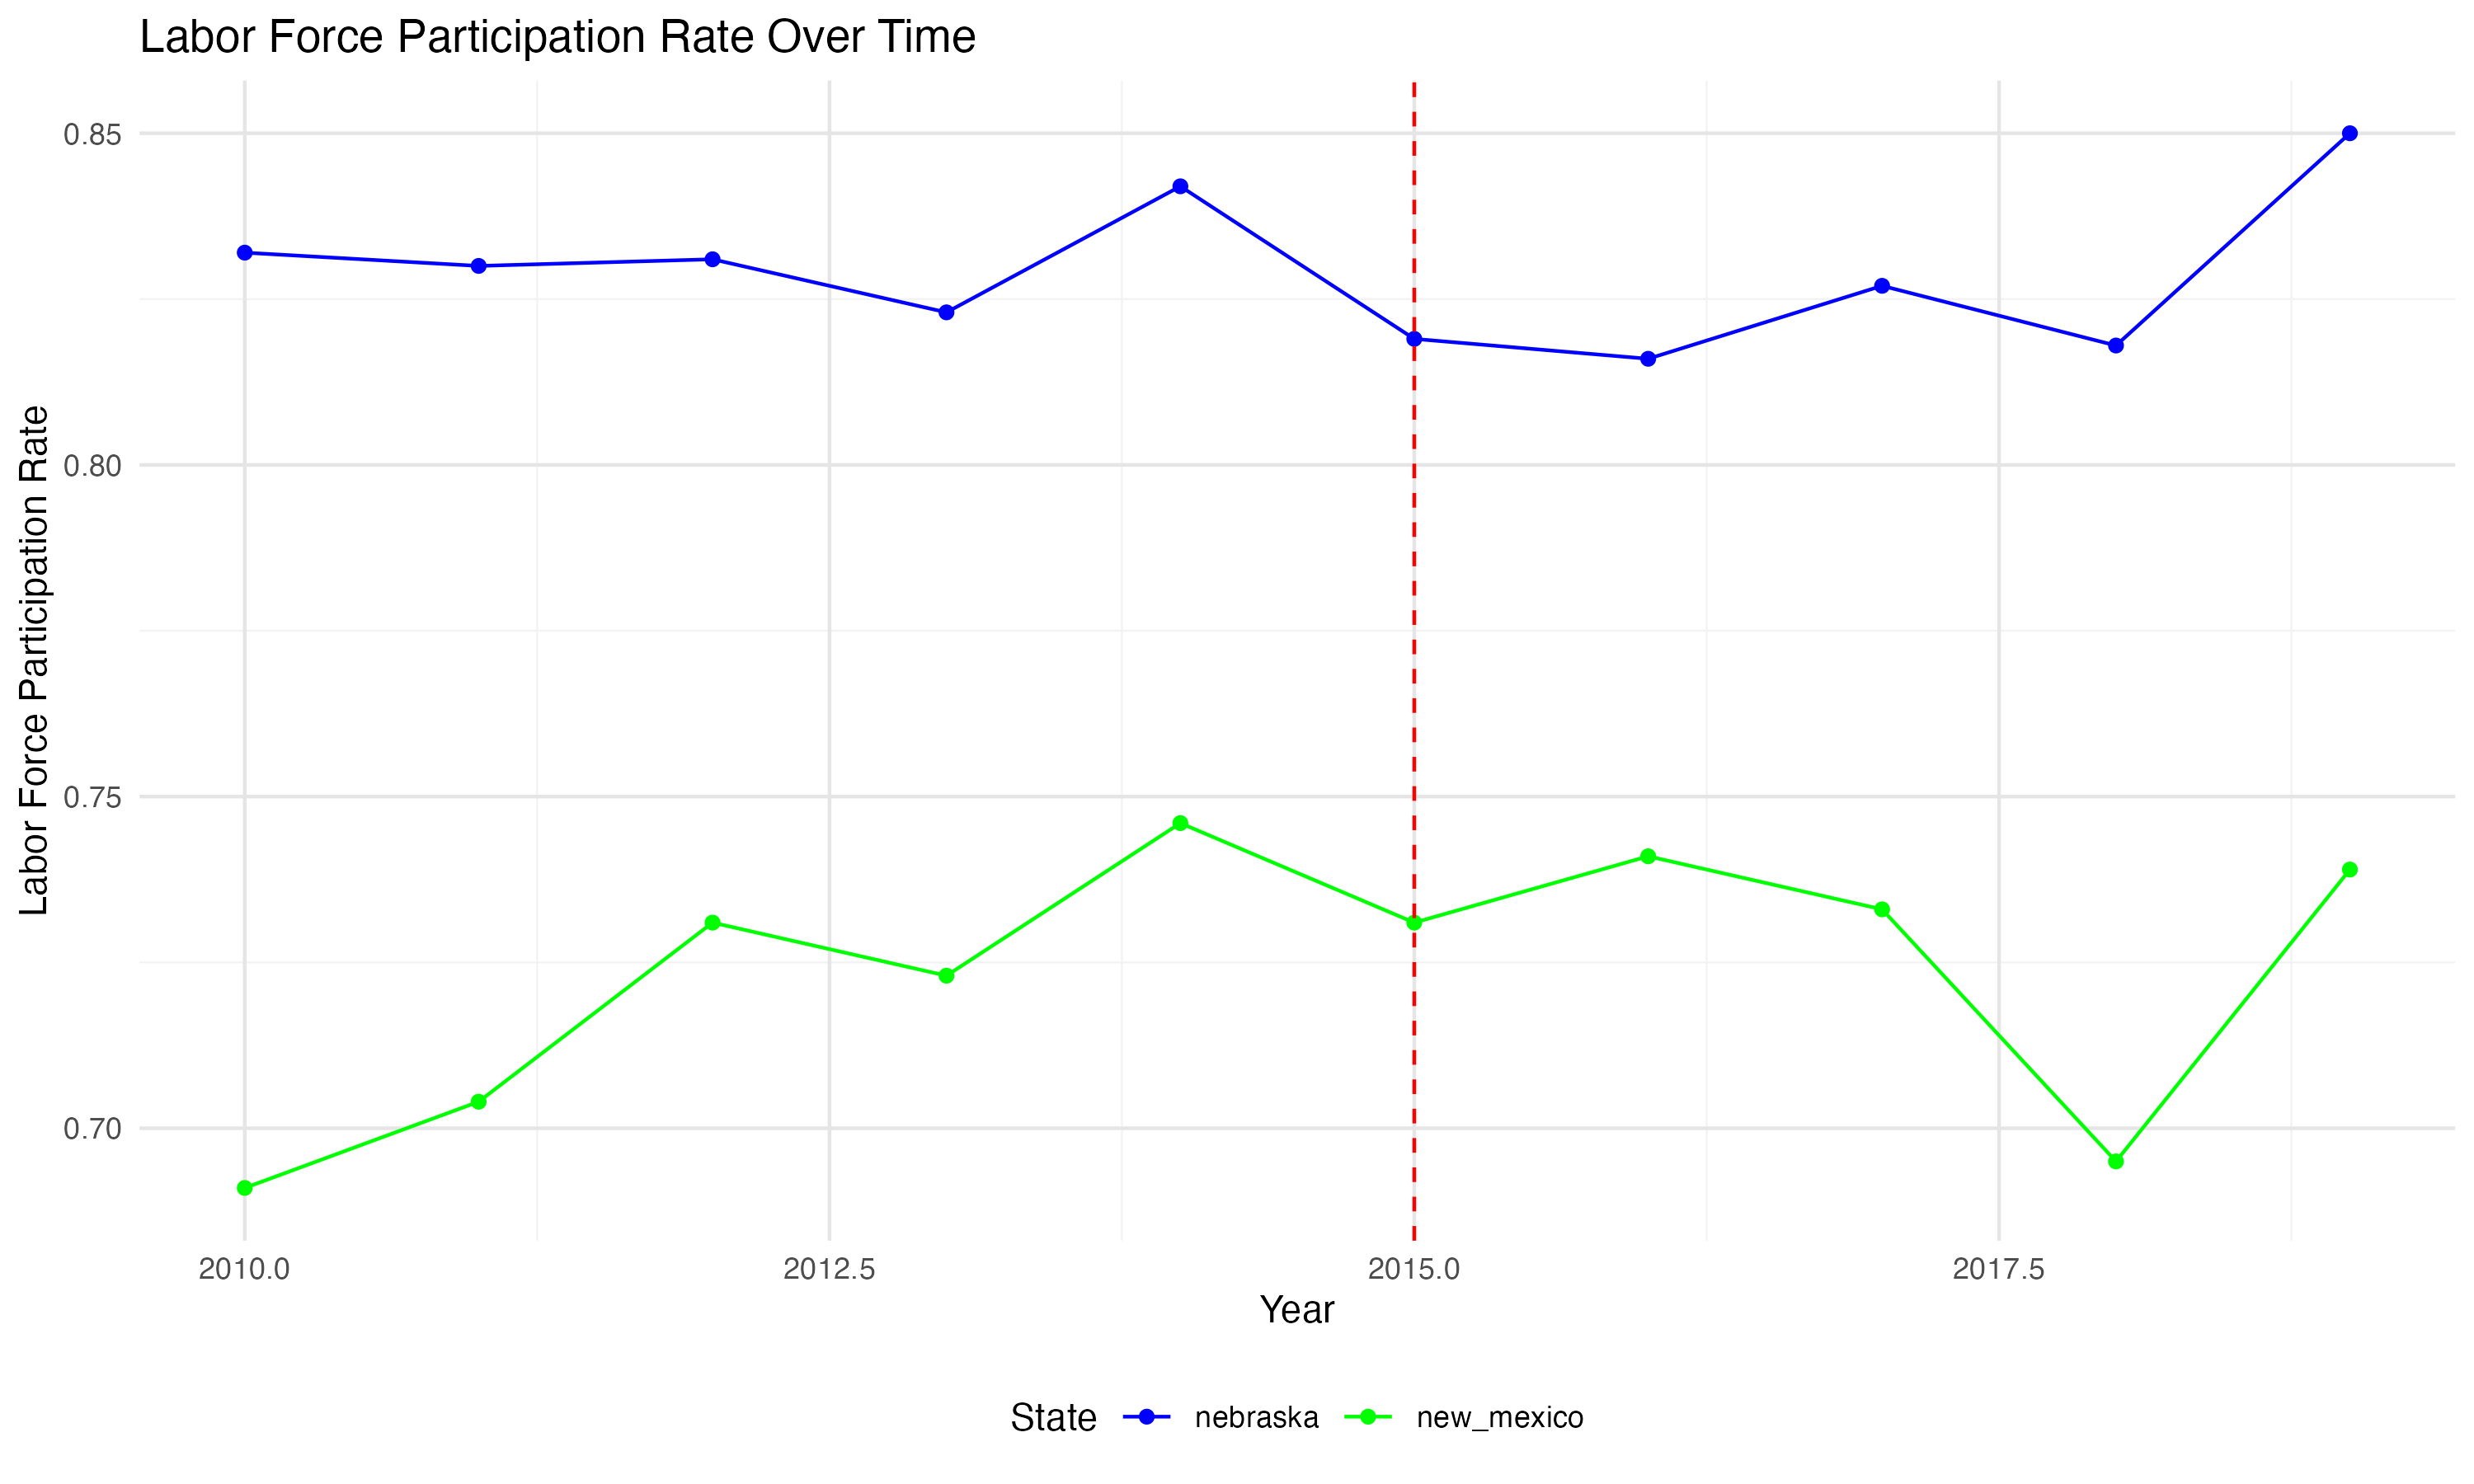 Labor Force Participation Rate Over Time
Labor Force Participation Rate
0.85
0.80
0.75
0.70
2010.0 2012.5 2015.0 2017.5
Year
State nebraska new_mexico